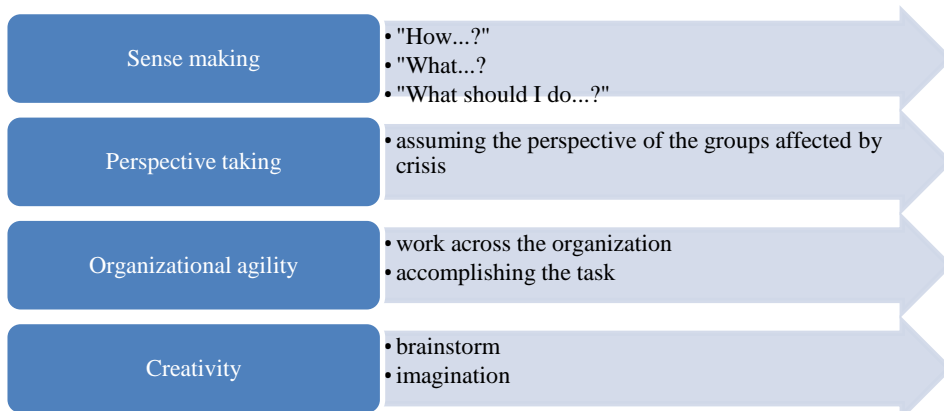 Sense making
• "How...?"
• "What...?
• "What should I do...?"
Perspective taking
• assuming the perspective of the groups affected by
crisis
Organizational agility
• work across the organization
• accomplishing the task
Creativity
• brainstorm
• imagination